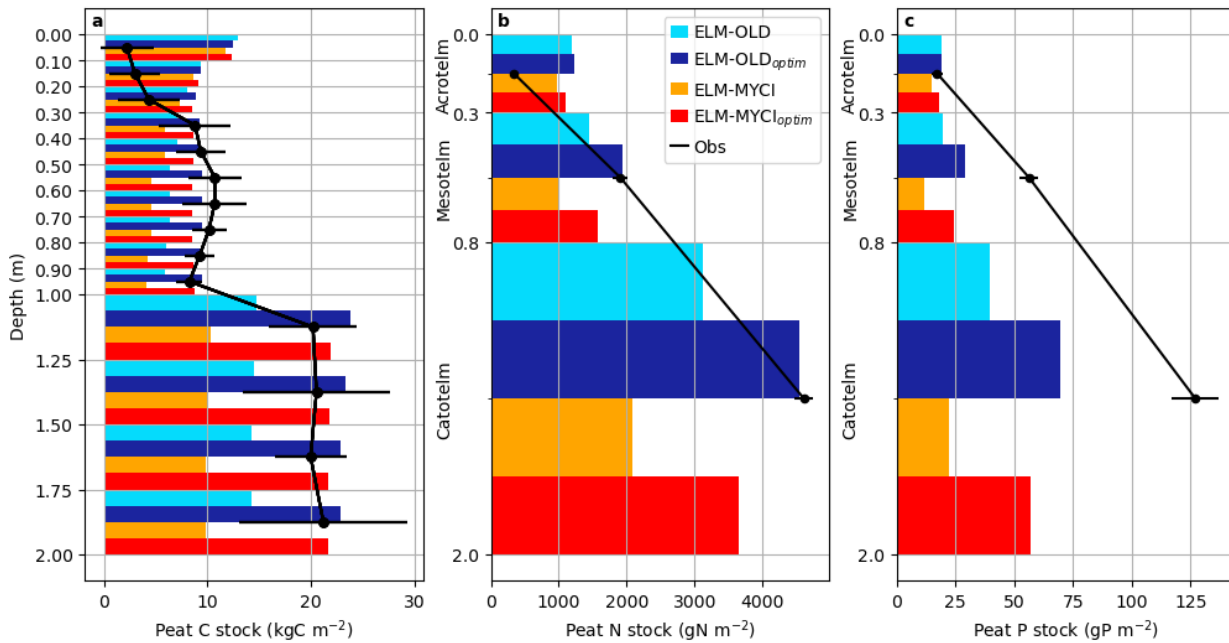 a
0.00
0.10
0.20
0.30
0.40
0.50
0.60
0.70
0.80
0.90
1.00
1.25
1.50
1.75
2.00
Depth (m)
0 10 20 30
Peat C stock (kgC m⁻²)
b
0.0
Acrotelm
0.3
Mesotelm
0.8
Catotelm
2.0
ELM-OLD
ELM-OLD_optim
ELM-MYCI
ELM-MYCI_optim
Obs
0 1000 2000 3000 4000
Peat N stock (gN m⁻²)
c
0.0
Acrotelm
0.3
Mesotelm
0.8
Catotelm
2.0
0 25 50 75 100 125
Peat P stock (gP m⁻²)